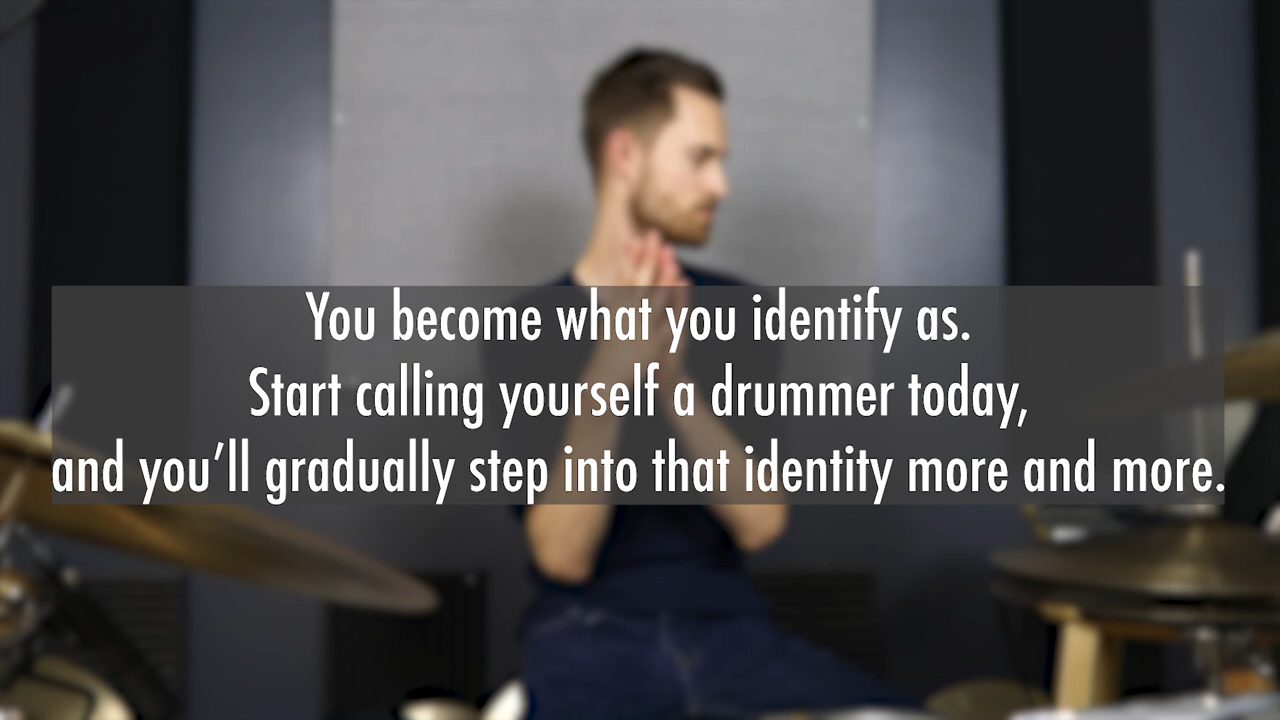 You become what you identify as.
Start calling yourself a drummer today,
and you’ll gradually step into that identity more and more.